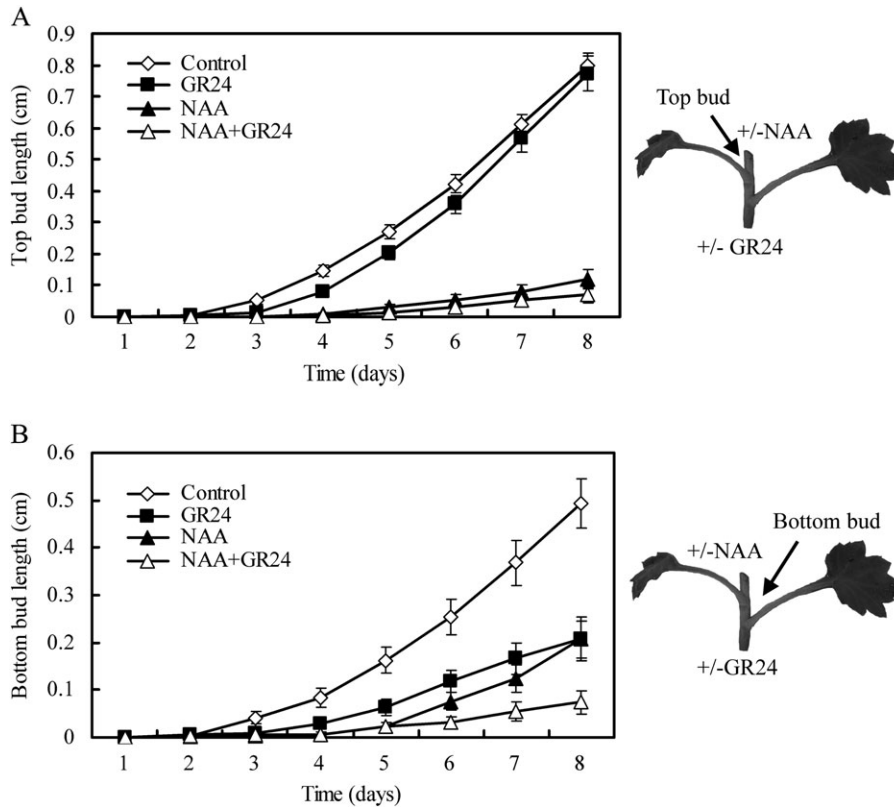 A
0.9
0.8
0.7
0.6
0.5
0.4
0.3
0.2
0.1
0
Top bud length (cm)
Control
GR24
NAA
NAA+GR24
1 2 3 4 5 6 7 8
Time (days)
Top bud
+/-NAA
+/- GR24
B
0.6
0.5
0.4
0.3
0.2
0.1
0
Bottom bud length (cm)
Control
GR24
NAA
NAA+GR24
1 2 3 4 5 6 7 8
Time (days)
Bottom bud
+/-NAA
+/-GR24